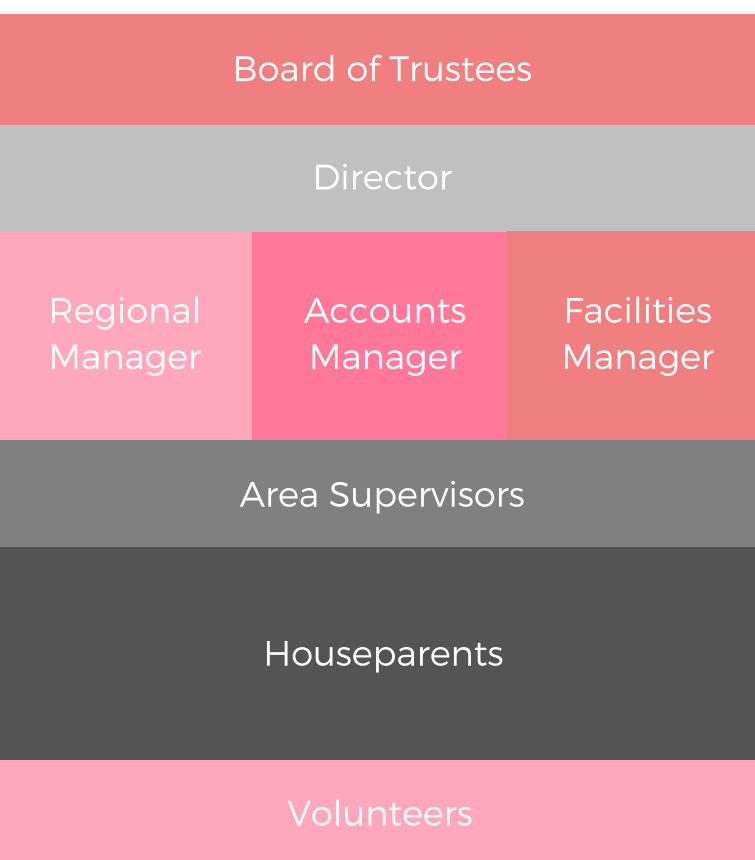 Board of Trustees
Director
Regional
Manager
Accounts
Manager
Facilities
Manager
Area Supervisors
Houseparents
Volunteers